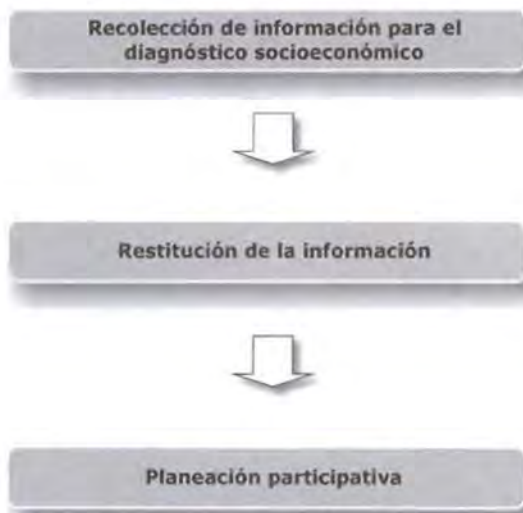 Recolección de información para el
diagnóstico socioeconómico
Restitución de la información
Planeación participativa